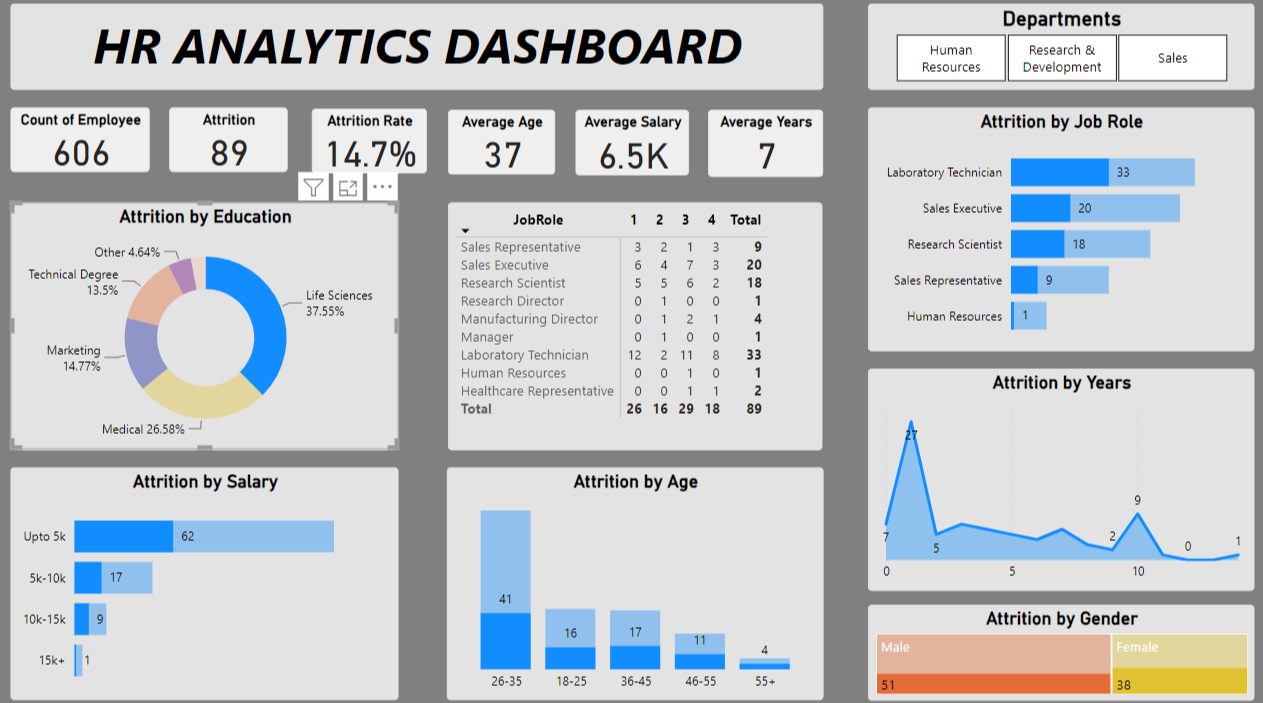 HR ANALYTICS DASHBOARD
Departments
Human
Resources
Research &
Development
Sales
Count of Employee
606
Attrition
89
Attrition Rate
14.7%
Average Age
37
Average Salary
6.5K
Average Years
7
Attrition by Education
Other 4.64%
Technical Degree
13.5%
Life Sciences
37.55%
Marketing
14.77%
Medical 26.58%
JobRole 1 2 3 4 Total
Sales Representative 3 2 1 3 9
Sales Executive 6 4 7 3 20
Research Scientist 5 5 6 2 18
Research Director 0 1 0 0 1
Manufacturing Director 0 1 2 1 4
Manager 0 1 0 0 1
Laboratory Technician 12 2 11 8 33
Human Resources 0 0 1 0 1
Healthcare Representative 0 0 1 1 2
Total 26 16 29 18 89
Attrition by Job Role
Laboratory Technician 33
Sales Executive 20
Research Scientist 18
Sales Representative 9
Human Resources 1
Attrition by Years
27
9
7
5
2
0
1
0 5 10
Attrition by Salary
Upto 5k 62
5k-10k 17
10k-15k 9
15k+ 1
Attrition by Age
41 16 17 11 4
26-35 18-25 36-45 46-55 55+
Attrition by Gender
Male Female
51 38